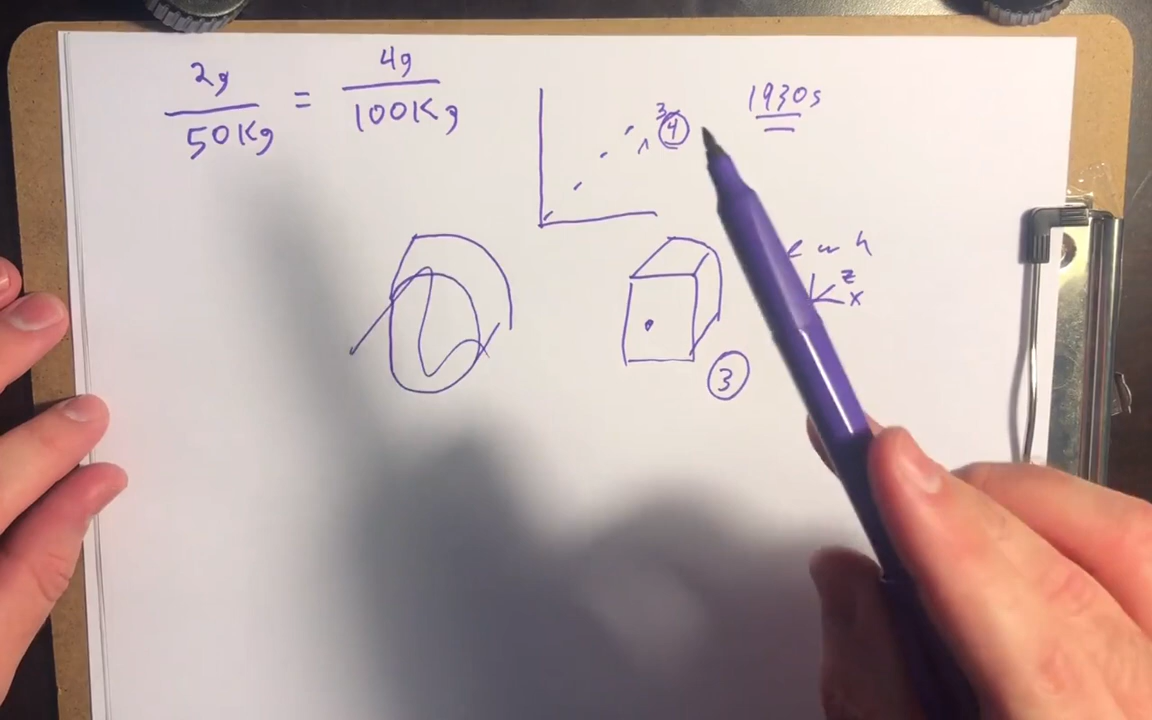 2g/50Kg = 4g/100Kg
1930s
3/4
l w h
z
x
3